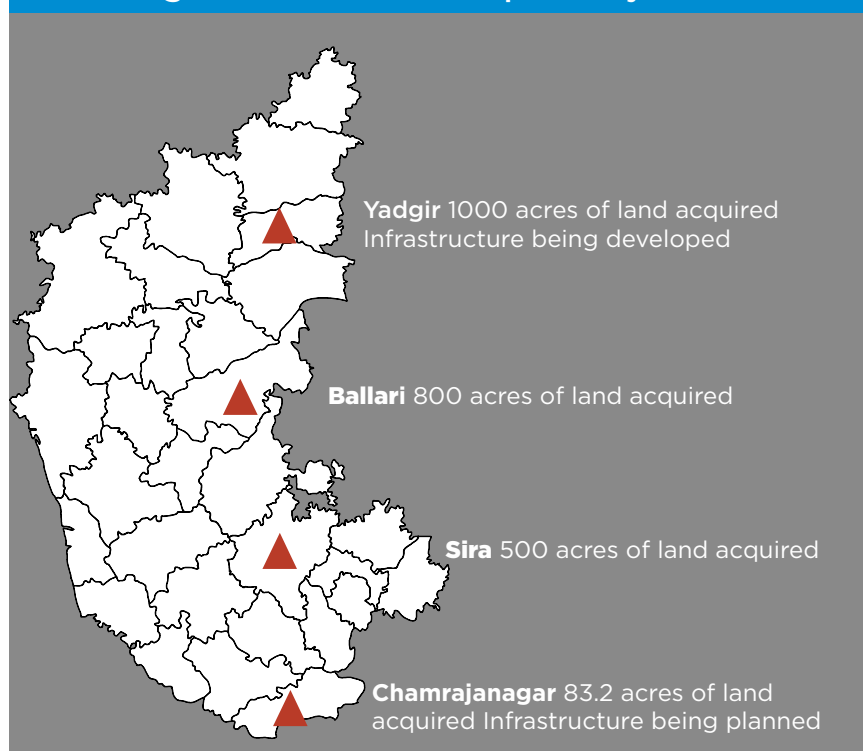 Yadgir 1000 acres of land acquired
Infrastructure being developed
Ballari 800 acres of land acquired
Sira 500 acres of land acquired
Chamrajanagar 83.2 acres of land
acquired Infrastructure being planned